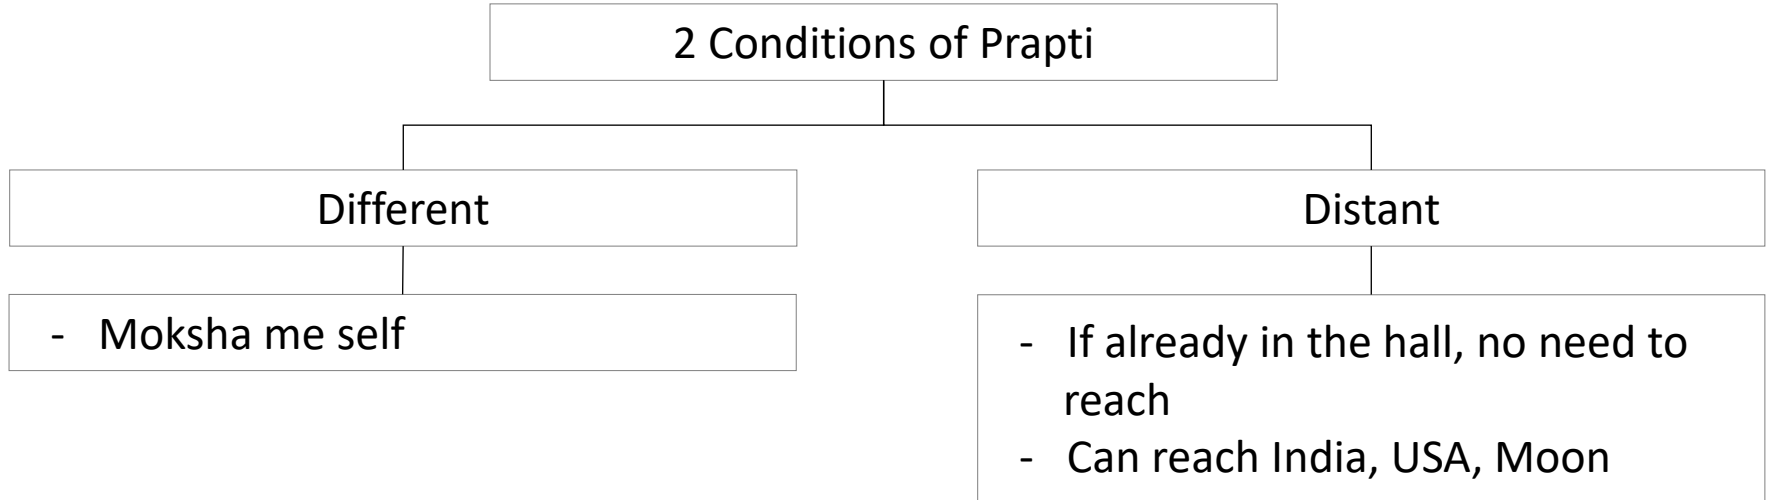 2 Conditions of Prapti
Different
Distant
- Moksha me self
- If already in the hall, no need to
reach
- Can reach India, USA, Moon